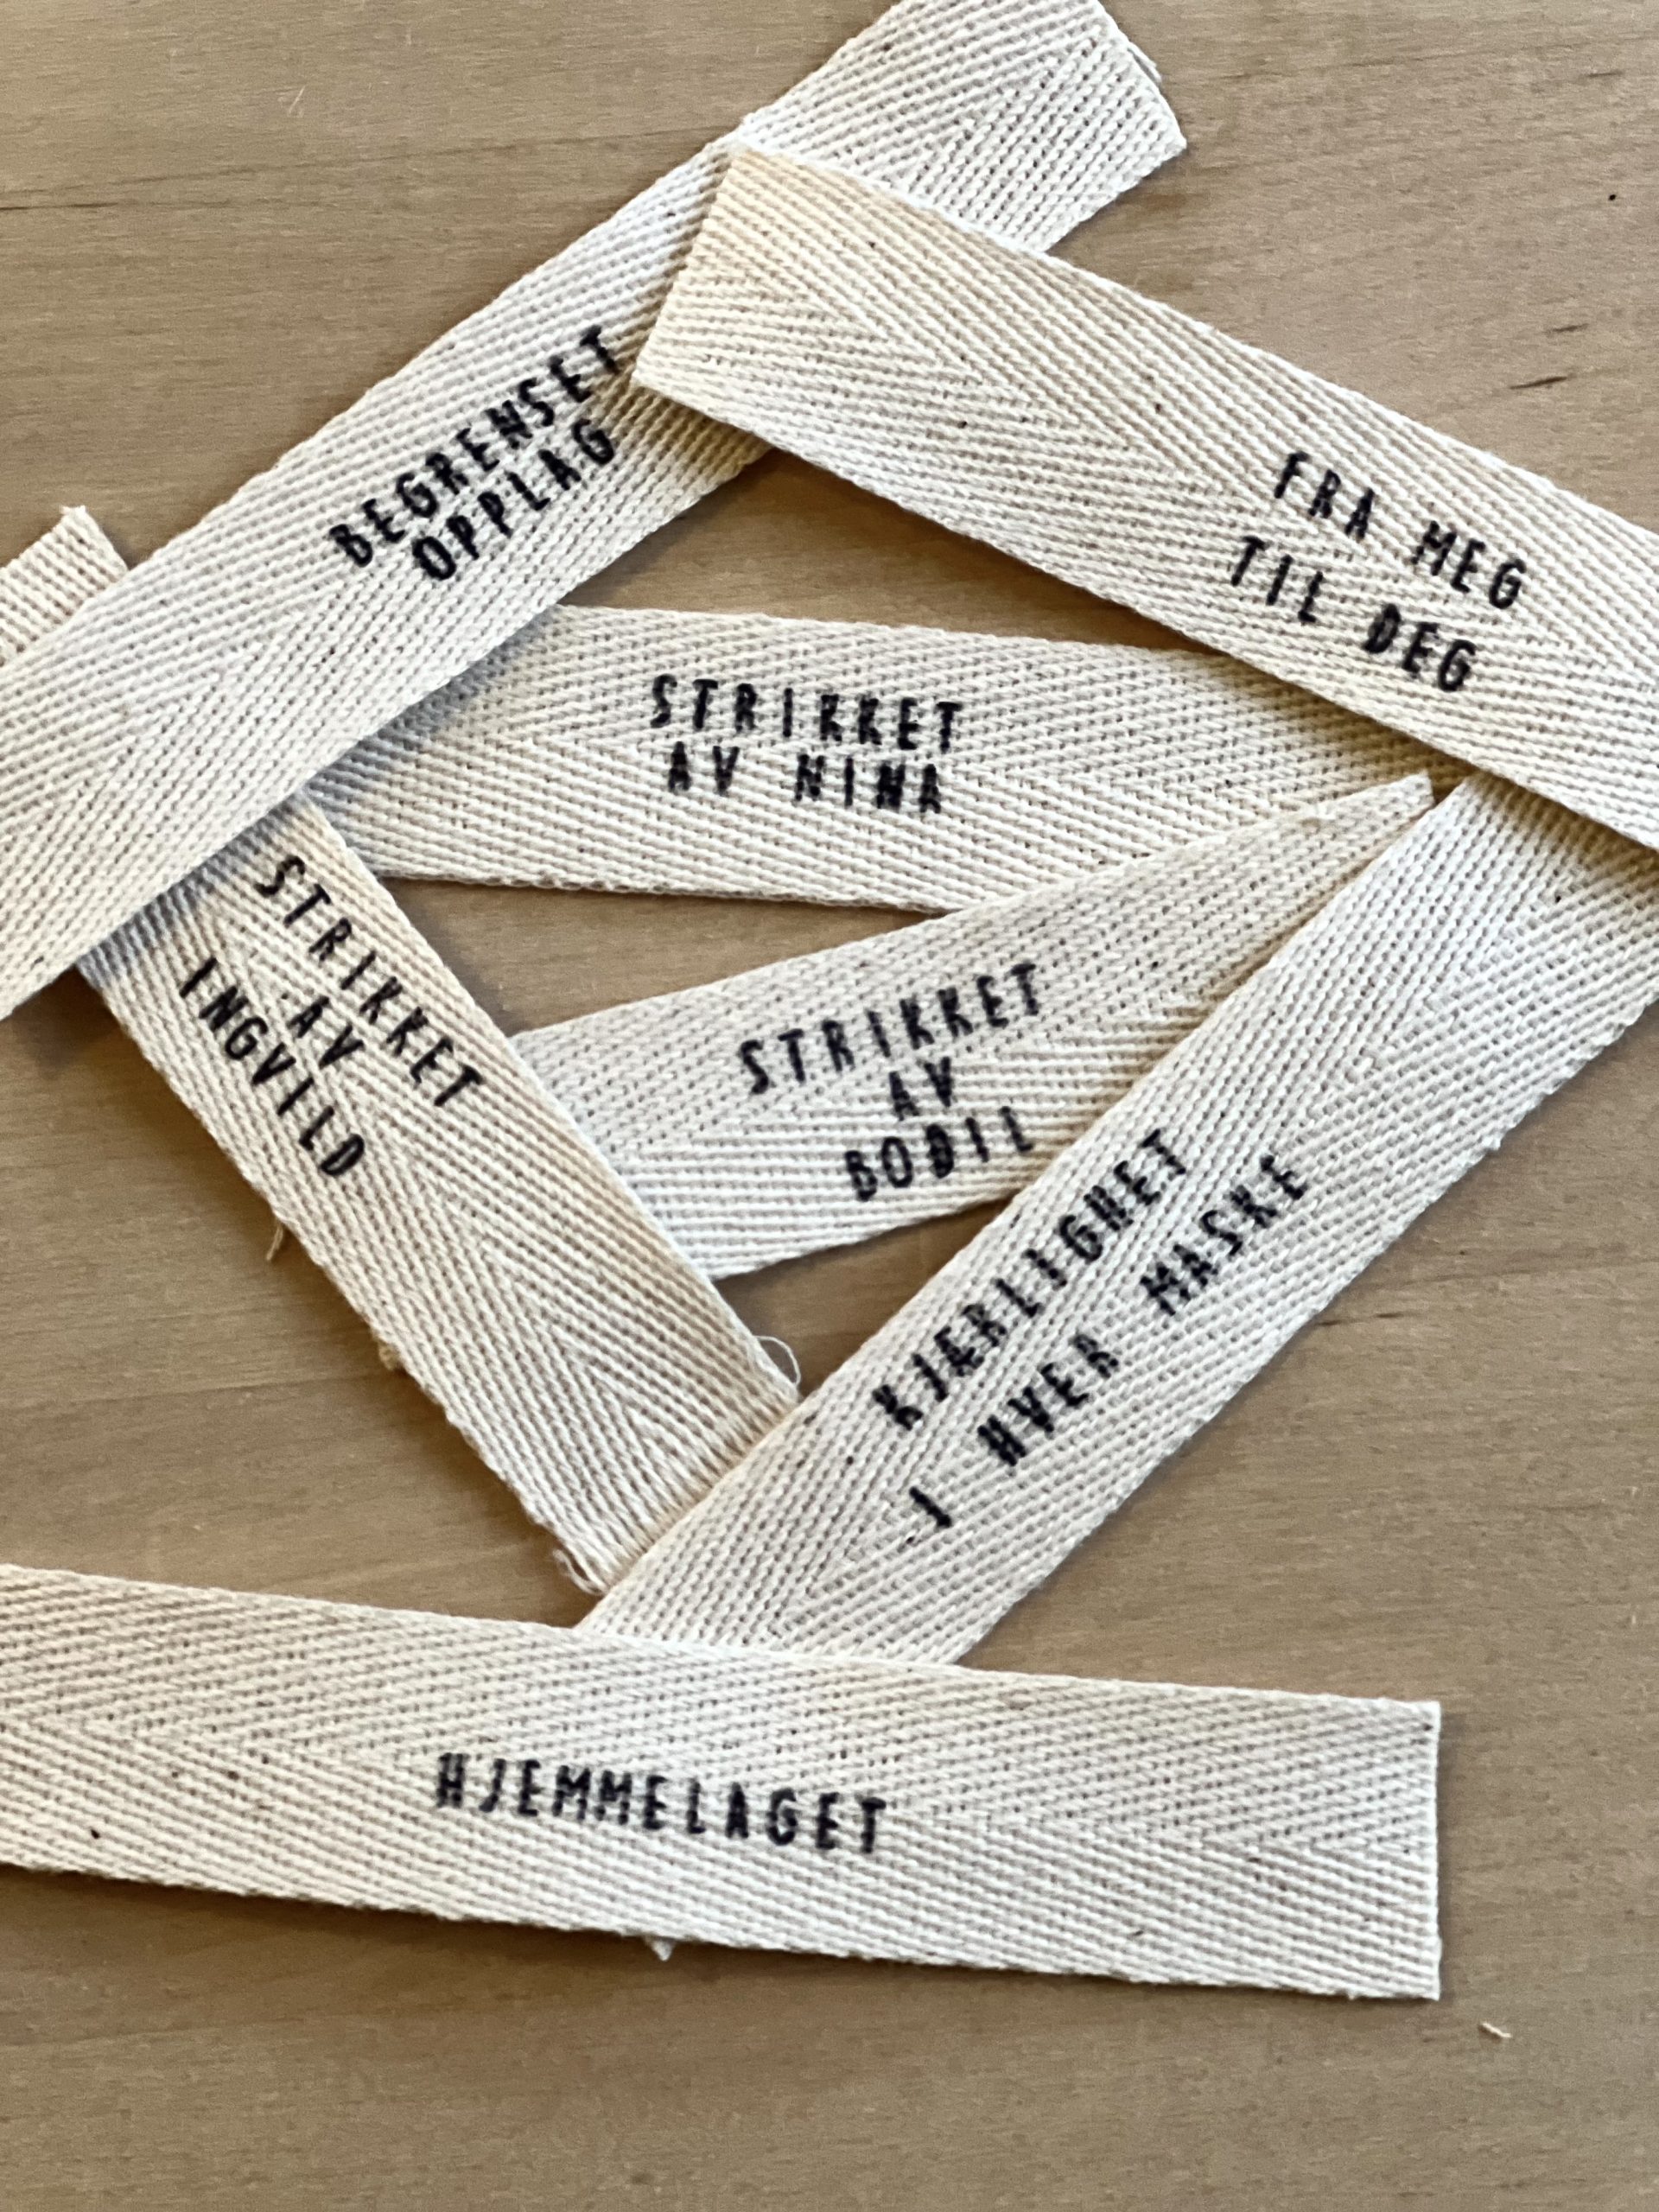 BEGRENSET
OPPLAG
FRA MEG
TIL DEG
STRIKKET
AV NINA
STRIKKET
AV
INGVILD
STRIKKET
AV
BODIL
KJÆRLIGHET
I HVER MASKE
HJEMMELAGET